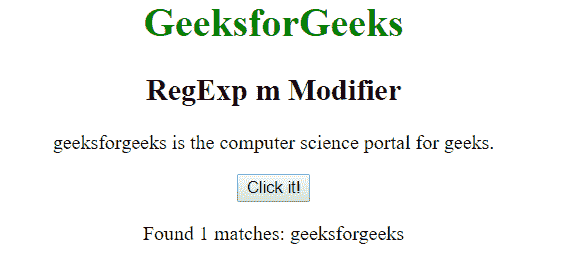 GeeksforGeeks
RegExp m Modifier
geeksforgeeks is the computer science portal for geeks.
Click it!
Found 1 matches: geeksforgeeks